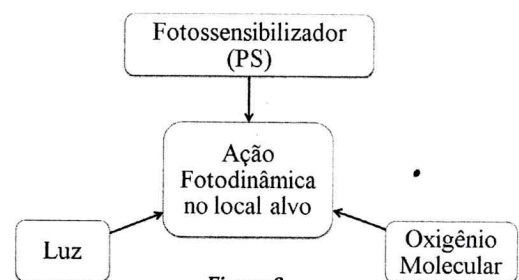 Fotossensibilizador
(PS)
Ação
Fotodinâmica
no local alvo
Luz
Oxigênio
Molecular